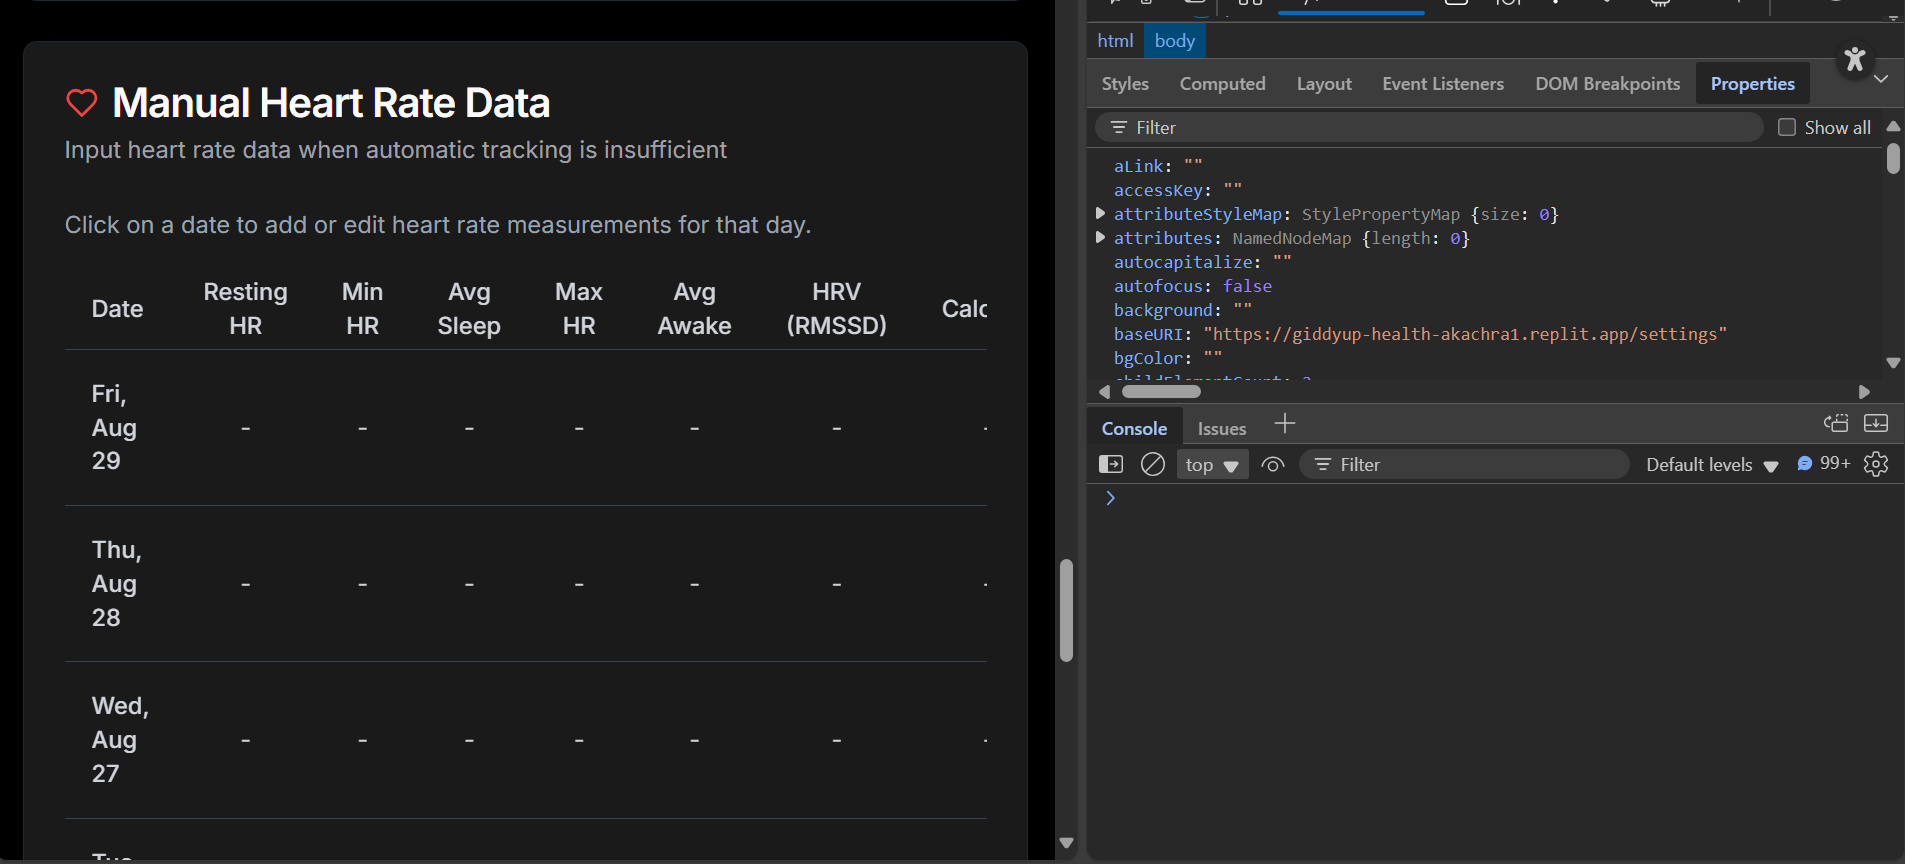 Manual Heart Rate Data
Input heart rate data when automatic tracking is insufficient
Click on a date to add or edit heart rate measurements for that day.
Date Resting HR Min HR Avg Sleep Max HR Avg Awake HRV (RMSSD) Calc
Fri, Aug 29 - - - - - - -
Thu, Aug 28 - - - - - - -
Wed, Aug 27 - - - - - - -
html body
Styles Computed Layout Event Listeners DOM Breakpoints Properties
Filter Show all
aLink: ""
accessKey: ""
attributeStyleMap: StylePropertyMap {size: 0}
attributes: NamedNodeMap {length: 0}
autocapitalize: ""
autofocus: false
background: ""
baseURI: "https://giddyup-health-akachra1.replit.app/settings"
bgColor: ""
Console Issues
top Filter Default levels 99+